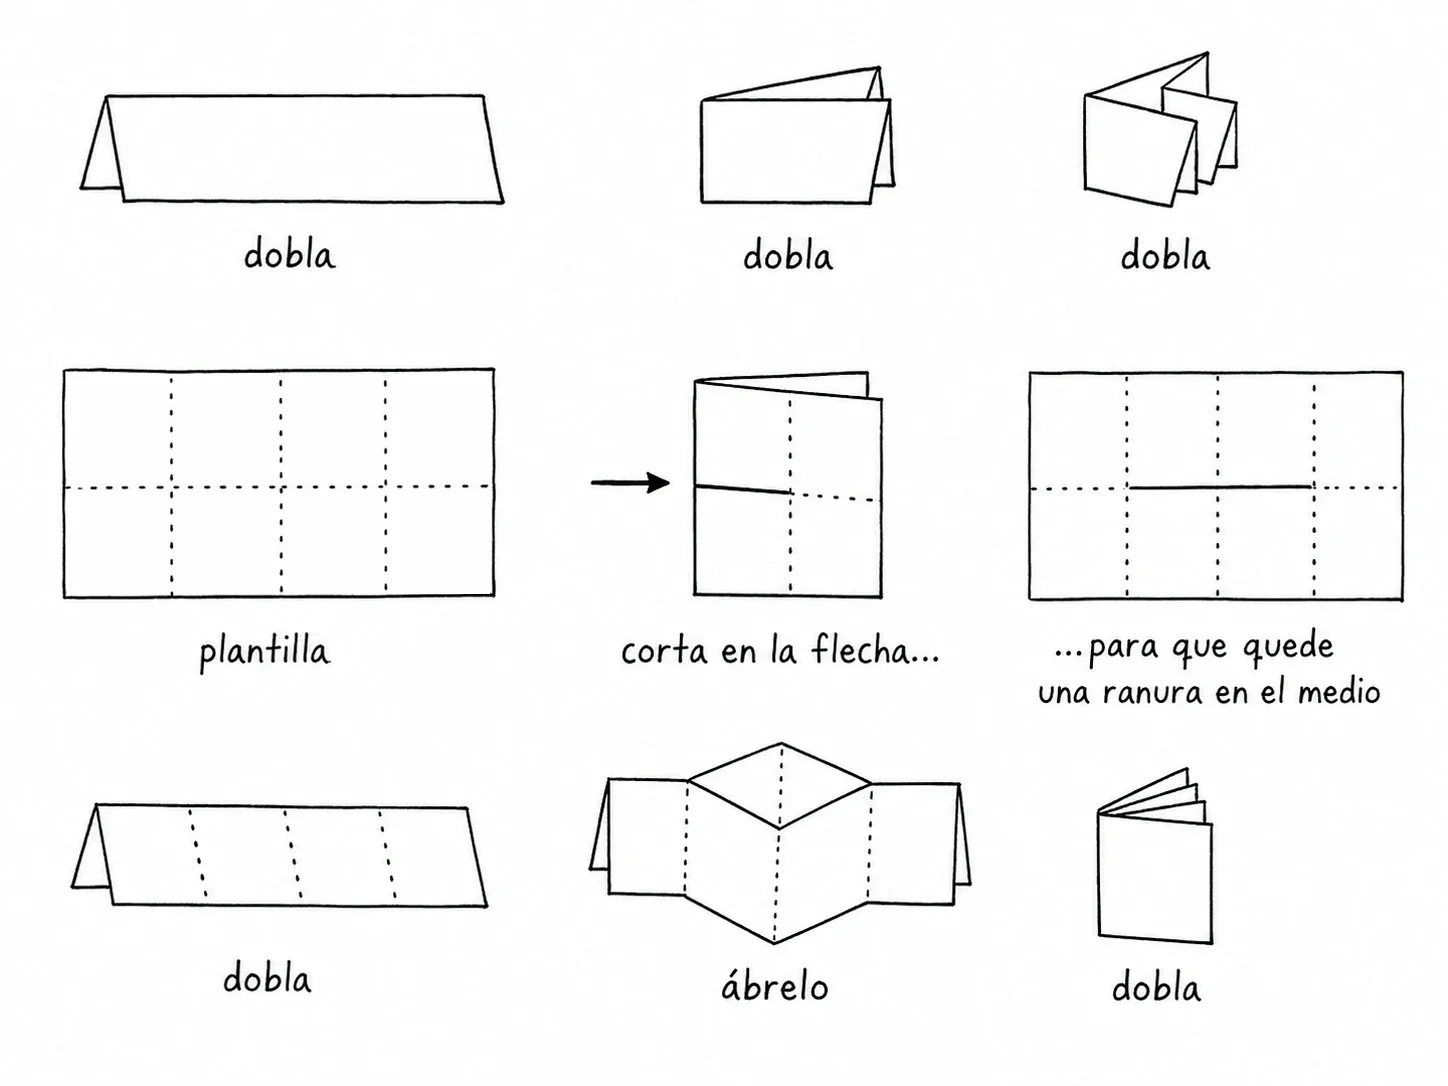 dobla
dobla
dobla
plantilla
corta en la flecha...
...para que quede
una ranura en el medio
dobla
ábrelo
dobla